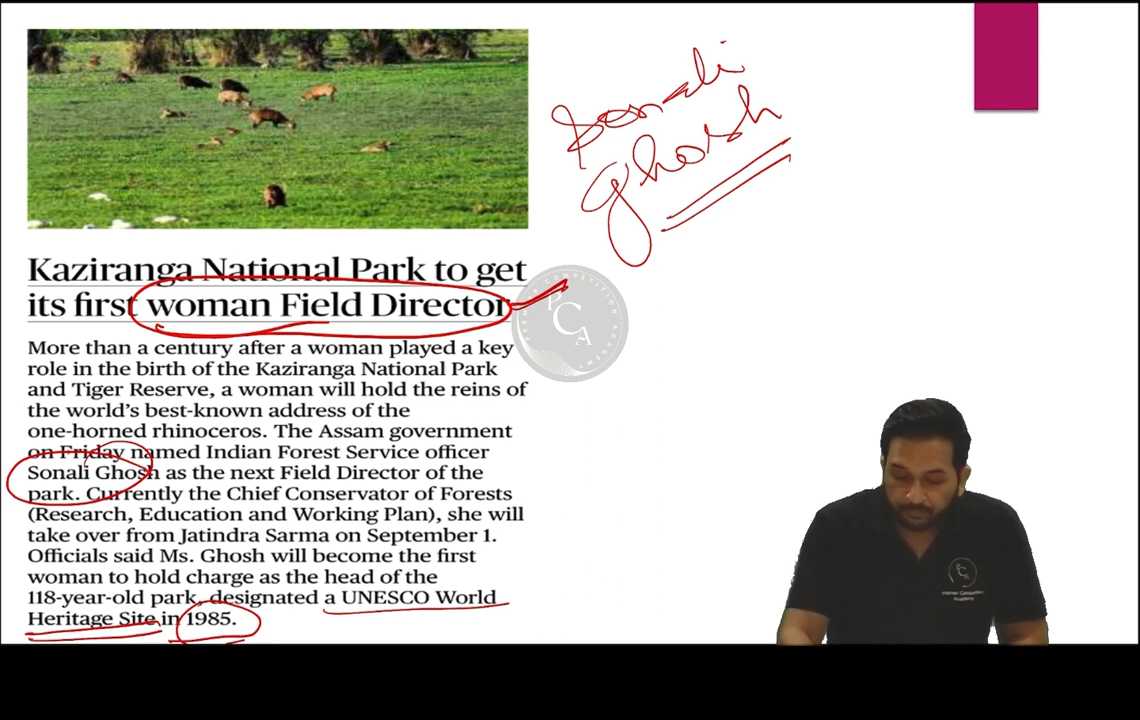 Sonali
Ghosh
Kaziranga National Park to get
its first woman Field Director
PCA
More than a century after a woman played a key
role in the birth of the Kaziranga National Park
and Tiger Reserve, a woman will hold the reins of
the world's best-known address of the
one-horned rhinoceros. The Assam government
on Friday named Indian Forest Service officer
Sonali Ghosh as the next Field Director of the
park. Currently the Chief Conservator of Forests
(Research, Education and Working Plan), she will
take over from Jatindra Sarma on September 1.
Officials said Ms. Ghosh will become the first
woman to hold charge as the head of the
118-year-old park, designated a UNESCO World
Heritage Site in 1985.
PCA